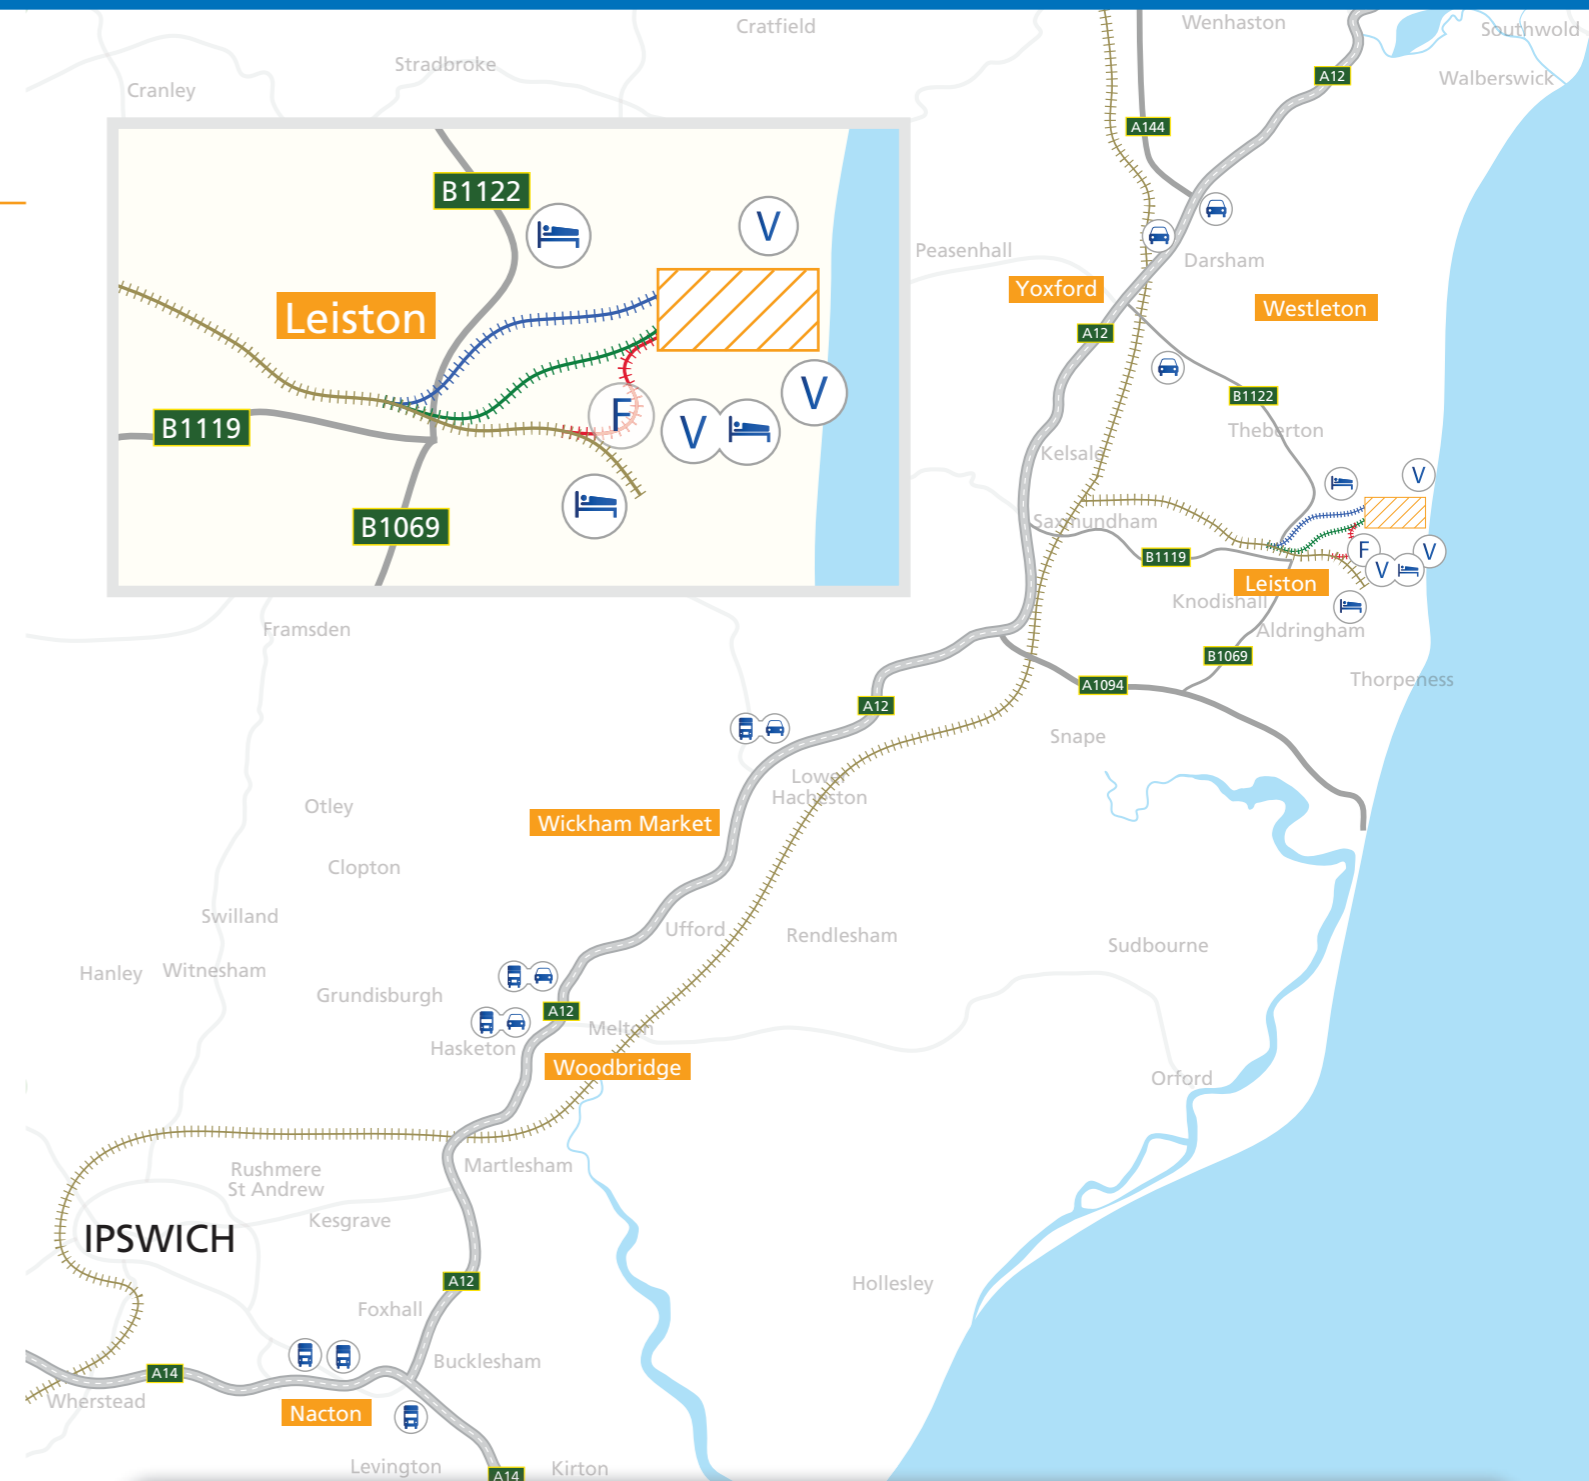 Cratfield
Wenhaston
Southwold
Stradbroke
A12
Walberswick
Cranley
A144
B1122
V
Peasenhall
Darsham
Yoxford
Westleton
Leiston
A12
B1122
Theberton
B1119
F
V
V
Kelsale
V
Saxmundham
B1069
B1119
F
V
V
Leiston
Knodishall
Framsden
Aldringham
B1069
Thorpeness
A1094
A12
Snape
Lower
Hacheston
Otley
Wickham Market
Clopton
Swilland
Ufford
Rendlesham
Sudbourne
Hanley
Witnesham
Grundisburgh
A12
Melton
Hasketon
Woodbridge
Orford
Rushmere
St Andrew
Martlesham
Kesgrave
IPSWICH
A12
Hollesley
Foxhall
Bucklesham
A14
Wherstead
Nacton
Levington
A14
Kirton